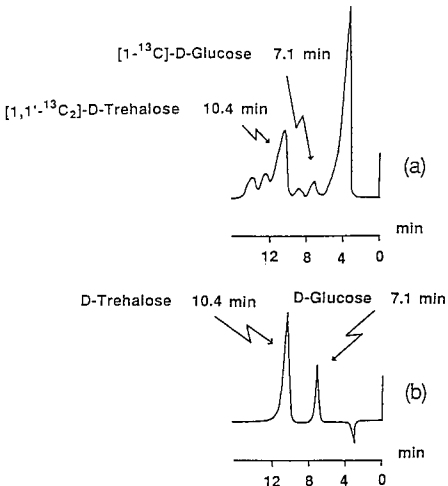 [1-¹³C]-D-Glucose 7.1 min
[1,1'-¹³C₂]-D-Trehalose 10.4 min
(a)
min
12 8 4 0
D-Trehalose 10.4 min D-Glucose 7.1 min
(b)
min
12 8 4 0